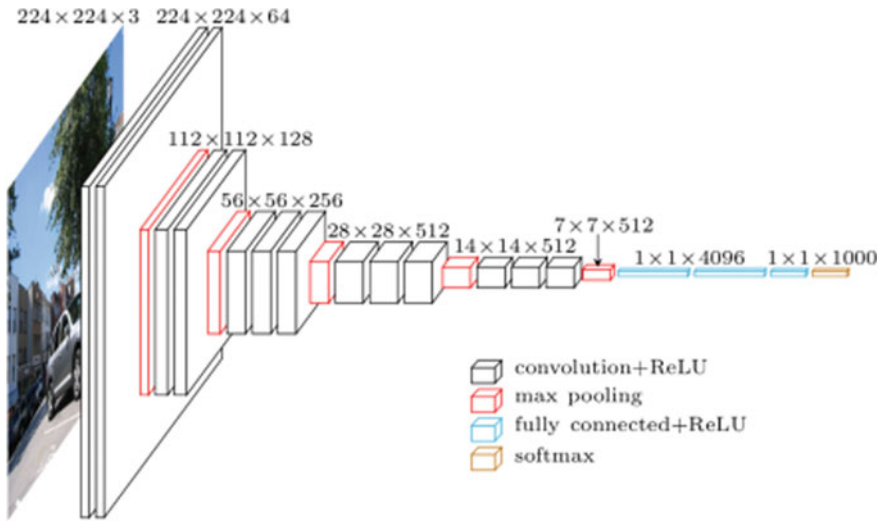 224×224×3
224×224×64
112×112×128
56×56×256
28×28×512
14×14×512
7×7×512
1×1×4096
1×1×1000
convolution+ReLU
max pooling
fully connected+ReLU
softmax